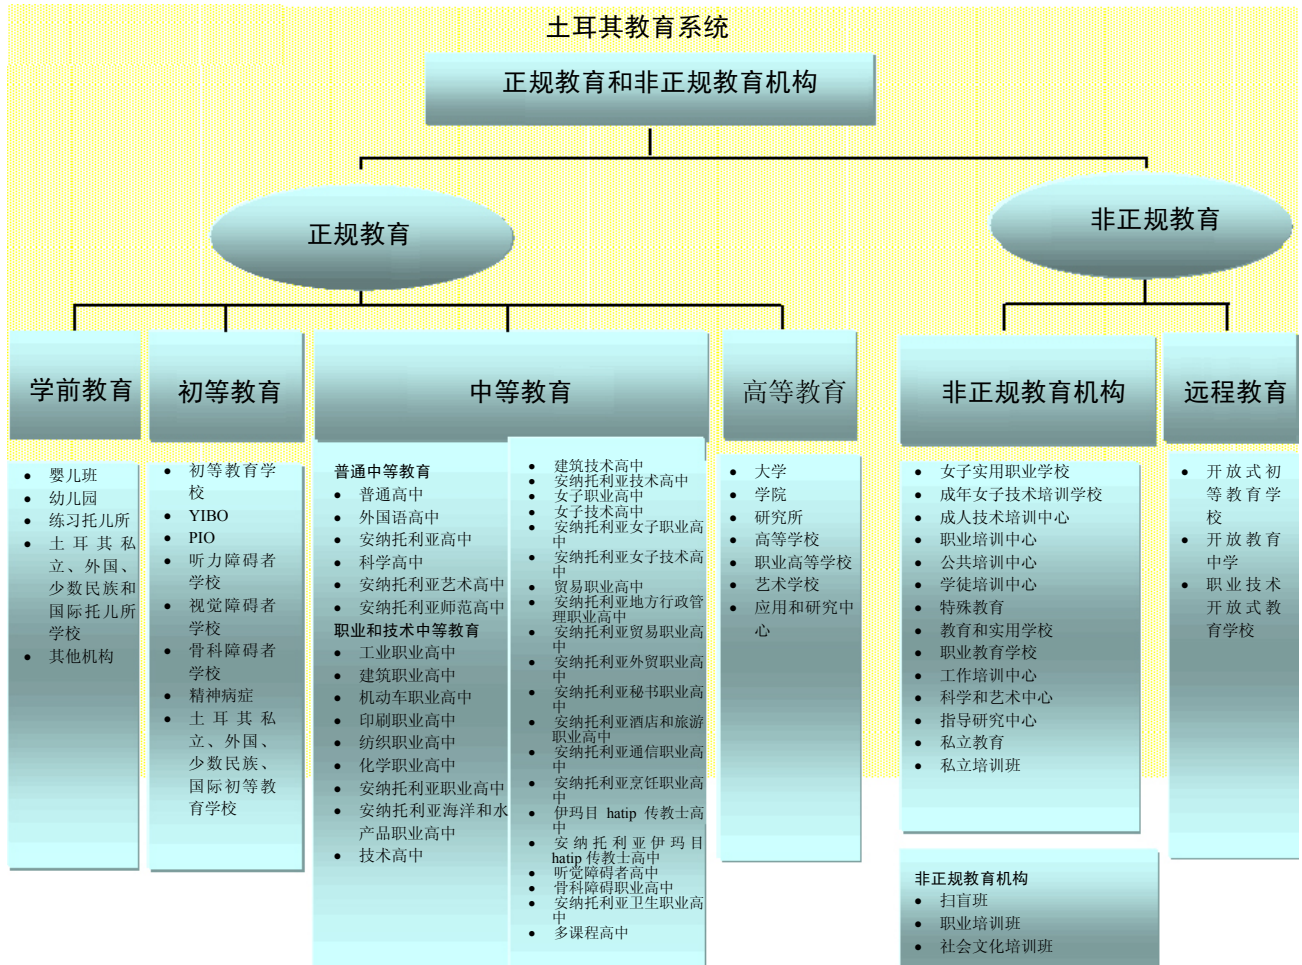 土耳其教育系统
正规教育和非正规教育机构
正规教育
非正规教育
学前教育
初等教育
中等教育
高等教育
非正规教育机构
远程教育
• 婴儿班
• 幼儿园
• 练习托儿所
• 土耳其私
立、外国、
少数民族和
国际托儿所
学校
• 其他机构
• 初等教育学
校
• YIBO
• PIO
• 听力障碍者
学校
• 视觉障碍者
学校
• 骨科障碍者
学校
• 精神病症
• 土耳其私
立、外国、
少数民族、
国际初等教
育学校
普通中等教育
• 普通高中
• 外国语高中
• 安纳托利亚高中
• 科学高中
• 安纳托利亚艺术高中
• 安纳托利亚师范高中
职业和技术中等教育
• 工业职业高中
• 建筑职业高中
• 机动车职业高中
• 印刷职业高中
• 纺织职业高中
• 化学职业高中
• 安纳托利亚职业高中
• 安纳托利亚海洋和水
产品职业高中
• 技术高中
• 建筑技术高中
• 安纳托利亚技术高中
• 女子职业高中
• 女子技术高中
• 安纳托利亚女子职业高
中
• 安纳托利亚女子技术高
中
• 贸易职业高中
• 安纳托利亚地方行政管
理职业高中
• 安纳托利亚贸易职业高
中
• 安纳托利亚外贸职业高
中
• 安纳托利亚秘书职业高
中
• 安纳托利亚酒店和旅游
职业高中
• 安纳托利亚通信职业高
中
• 安纳托利亚烹饪职业高
中
• 伊玛目 hatip 传教士高
中
• 安纳托利亚伊玛目
hatip 传教士高中
• 听觉障碍者高中
• 骨科障碍职业高中
• 安纳托利亚卫生职业高
中
• 多课程高中
• 大学
• 学院
• 研究所
• 高等学校
• 职业高等学校
• 艺术学校
• 应用和研究中
心
• 女子实用职业学校
• 成年女子技术培训学校
• 成人技术培训中心
• 职业培训中心
• 公共培训中心
• 学徒培训中心
• 特殊教育
• 教育和实用学校
• 职业教育学校
• 工作培训中心
• 科学和艺术中心
• 指导研究中心
• 私立教育
• 私立培训班
非正规教育机构
• 扫盲班
• 职业培训班
• 社会文化培训班
• 开放式初
等教育学
校
• 开放教育
中学
• 职业技术
开放式教
育学校